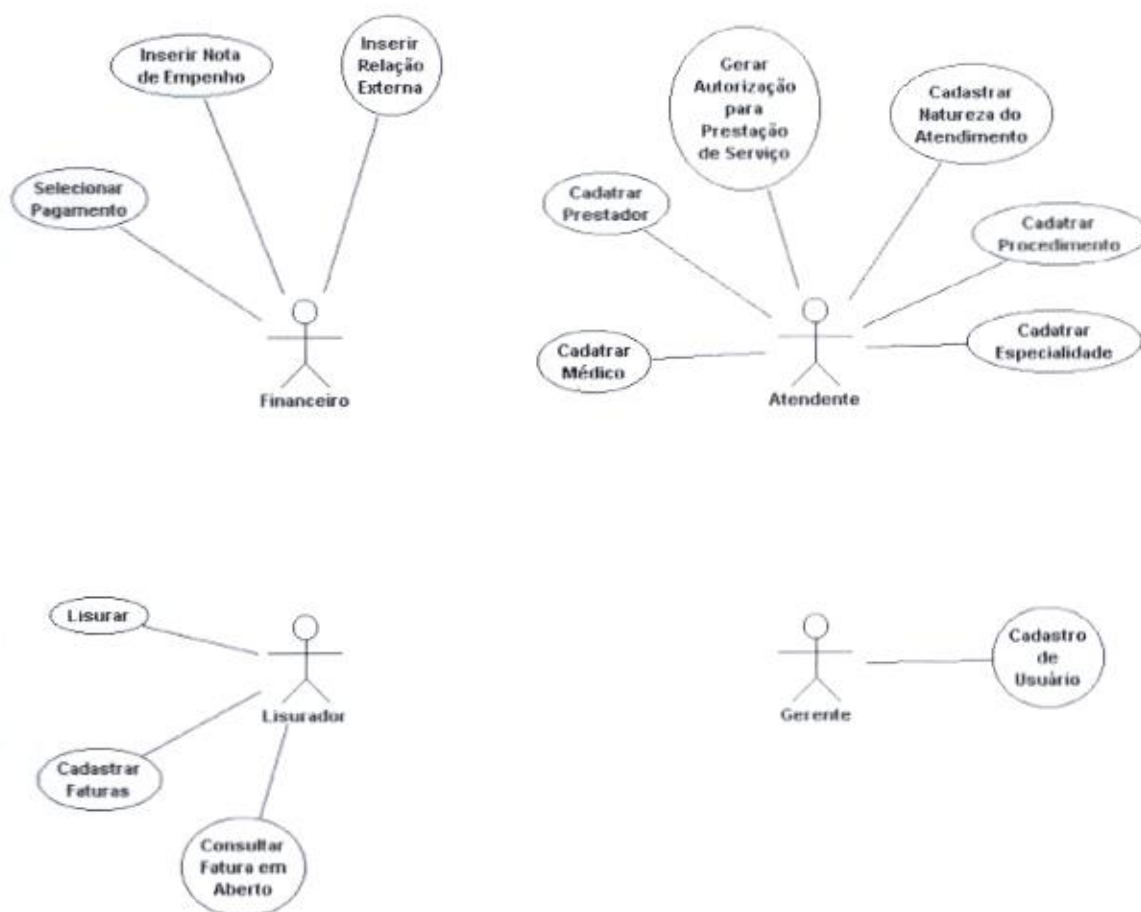 Inserir Nota
de Empenho
Inserir
Relação
Externa
Selecionar
Pagamento
Financeiro
Gerar
Autorização
para
Prestação
de Serviço
Cadastrar
Natureza do
Atendimento
Cadatrar
Prestador
Cadatrar
Procedimento
Cadatrar
Médico
Cadatrar
Especialidade
Atendente
Lisurar
Lisurador
Cadastrar
Faturas
Consultar
Fatura em
Aberto
Cadastro
de
Usuário
Gerente